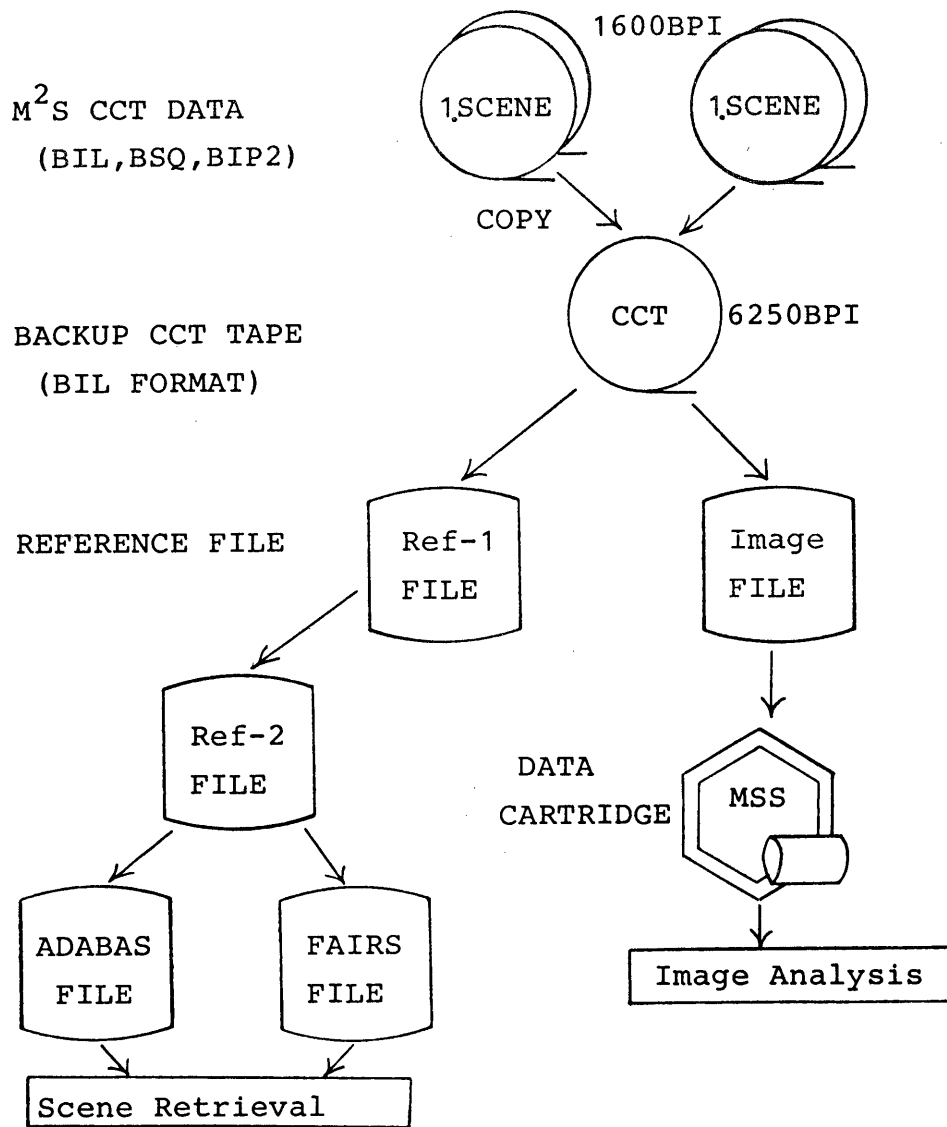 1600BPI
M²S CCT DATA
(BIL,BSQ,BIP2)
1.SCENE
1.SCENE
COPY
CCT
6250BPI
BACKUP CCT TAPE
(BIL FORMAT)
REFERENCE FILE
Ref-1
FILE
Image
FILE
Ref-2
FILE
DATA
CARTRIDGE
MSS
ADABAS
FILE
FAIRS
FILE
Image Analysis
Scene Retrieval